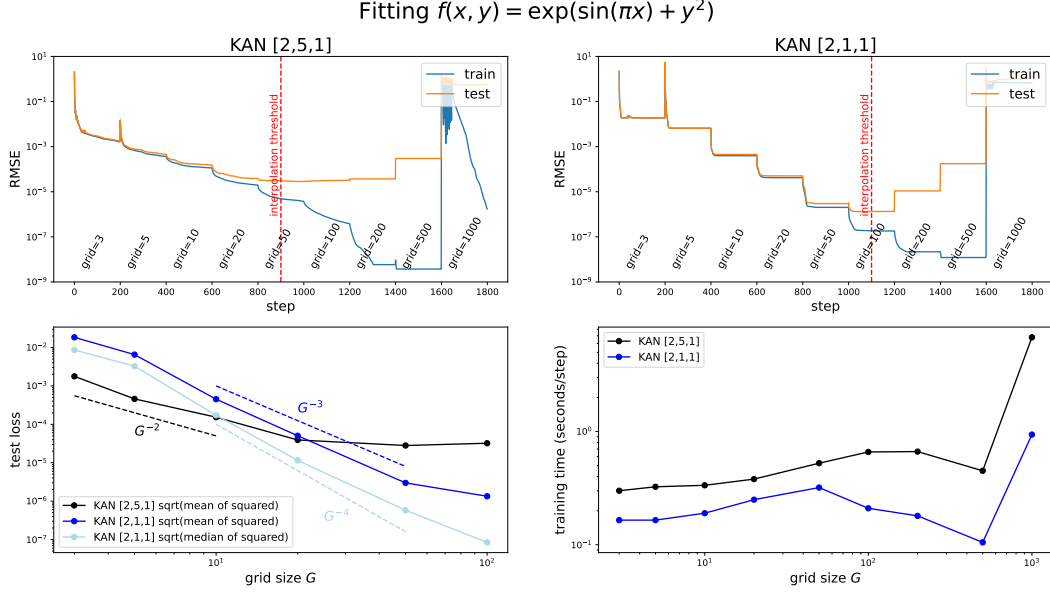 Fitting f(x, y) = exp(sin(πx) + y²)
KAN [2,5,1]
10¹
10⁻¹
10⁻³
10⁻⁵
10⁻⁷
10⁻⁹
RMSE
train
test
interpolation threshold
grid=3
grid=5
grid=10
grid=20
grid=50
grid=100
grid=200
grid=500
grid=1000
0 200 400 600 800 1000 1200 1400 1600 1800
step
KAN [2,1,1]
10¹
10⁻¹
10⁻³
10⁻⁵
10⁻⁷
10⁻⁹
RMSE
train
test
interpolation threshold
grid=3
grid=5
grid=10
grid=20
grid=50
grid=100
grid=200
grid=500
grid=1000
0 200 400 600 800 1000 1200 1400 1600 1800
step
10⁻²
10⁻³
10⁻⁴
10⁻⁵
10⁻⁶
10⁻⁷
test loss
G⁻²
G⁻³
G⁻⁴
KAN [2,5,1] sqrt(mean of squared)
KAN [2,1,1] sqrt(mean of squared)
KAN [2,1,1] sqrt(median of squared)
10¹ 10²
grid size G
KAN [2,5,1]
KAN [2,1,1]
10⁰
10⁻¹
training time (seconds/step)
10¹ 10² 10³
grid size G